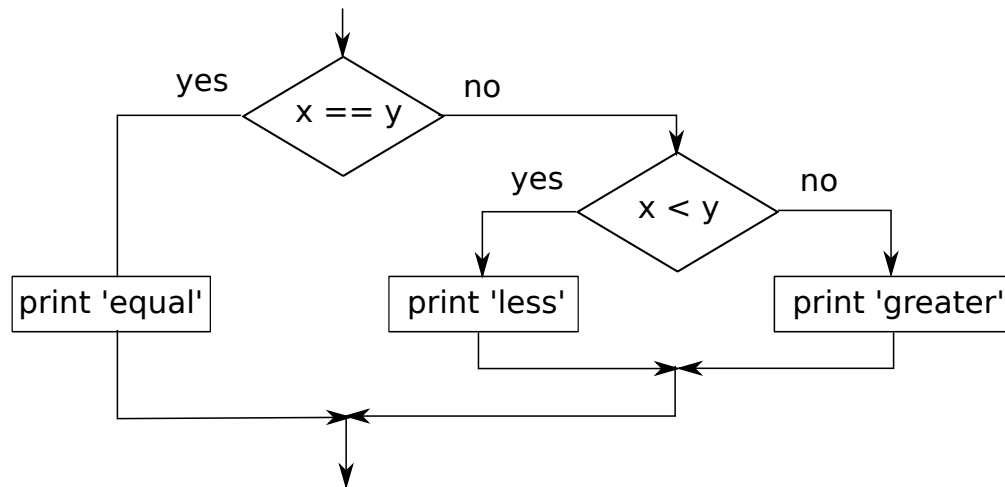 yes
x == y
no
yes
x < y
no
print 'equal'
print 'less'
print 'greater'